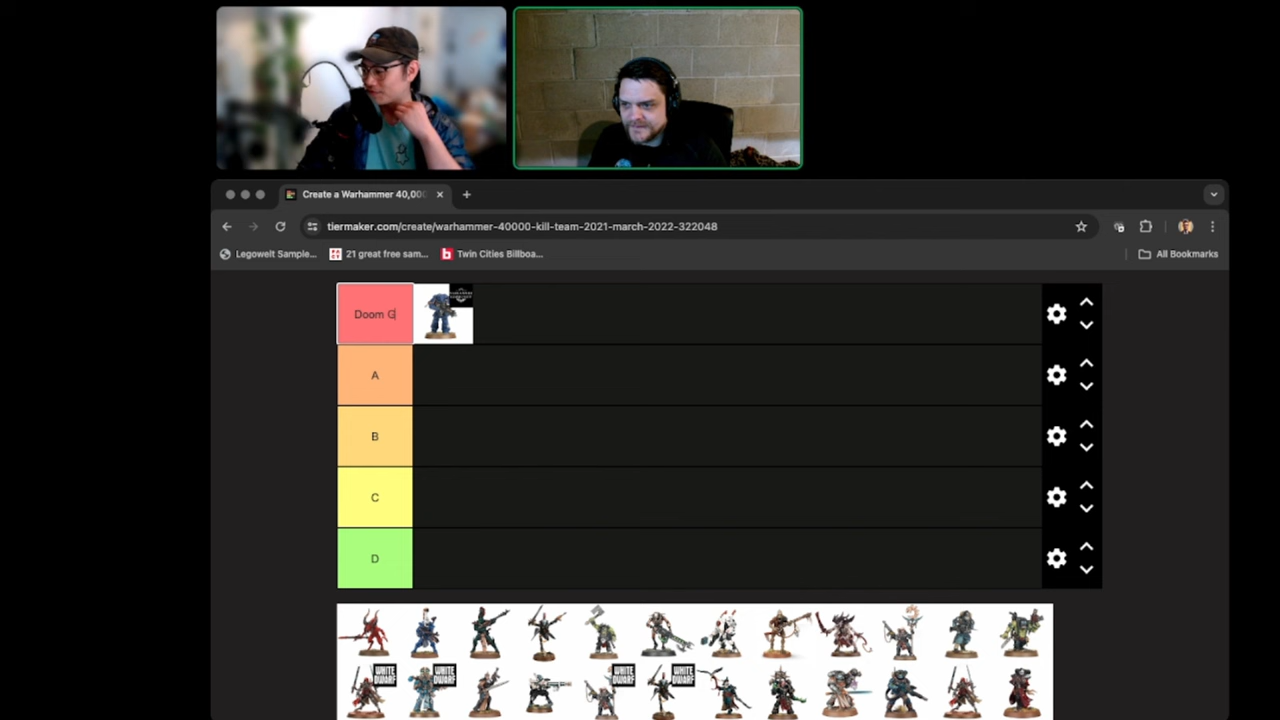 Create a Warhammer 40,00
tiermaker.com/create/warhammer-40000-kill-team-2021-march-2022-322048
Legowelt Sample...
21 great free sam...
Twin Cities Billboa...
All Bookmarks
Doom G
A
B
C
D
WHITE DWARF
WHITE DWARF
WHITE DWARF
WHITE DWARF